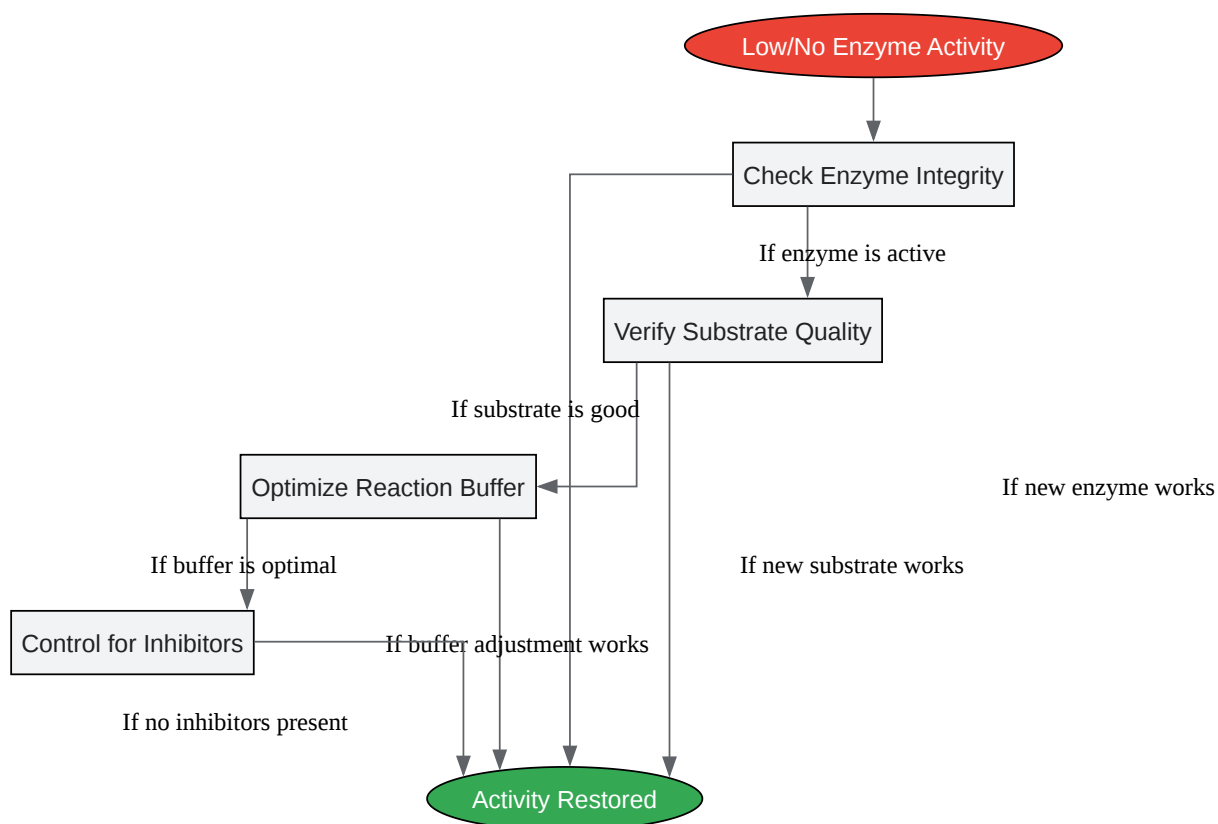 Low/No Enzyme Activity
Check Enzyme Integrity
If enzyme is active
Verify Substrate Quality
If substrate is good
Optimize Reaction Buffer
If new enzyme works
If buffer is optimal
If new substrate works
Control for Inhibitors
If buffer adjustment works
If no inhibitors present
Activity Restored